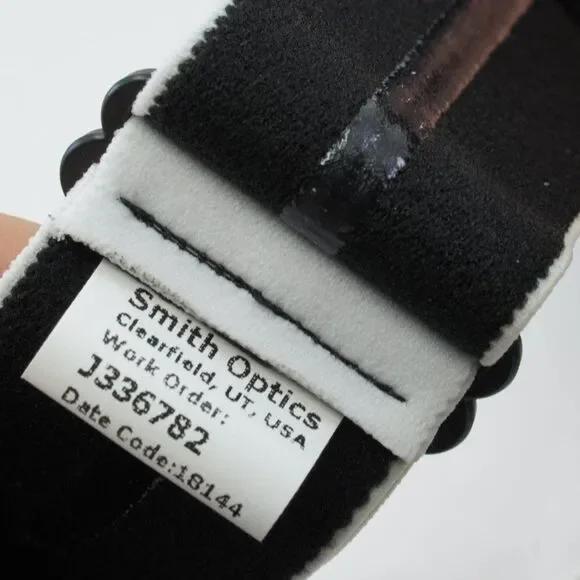 Smith Optics
Clearfield, UT, USA
Work Order:
J336782
Date Code:18144